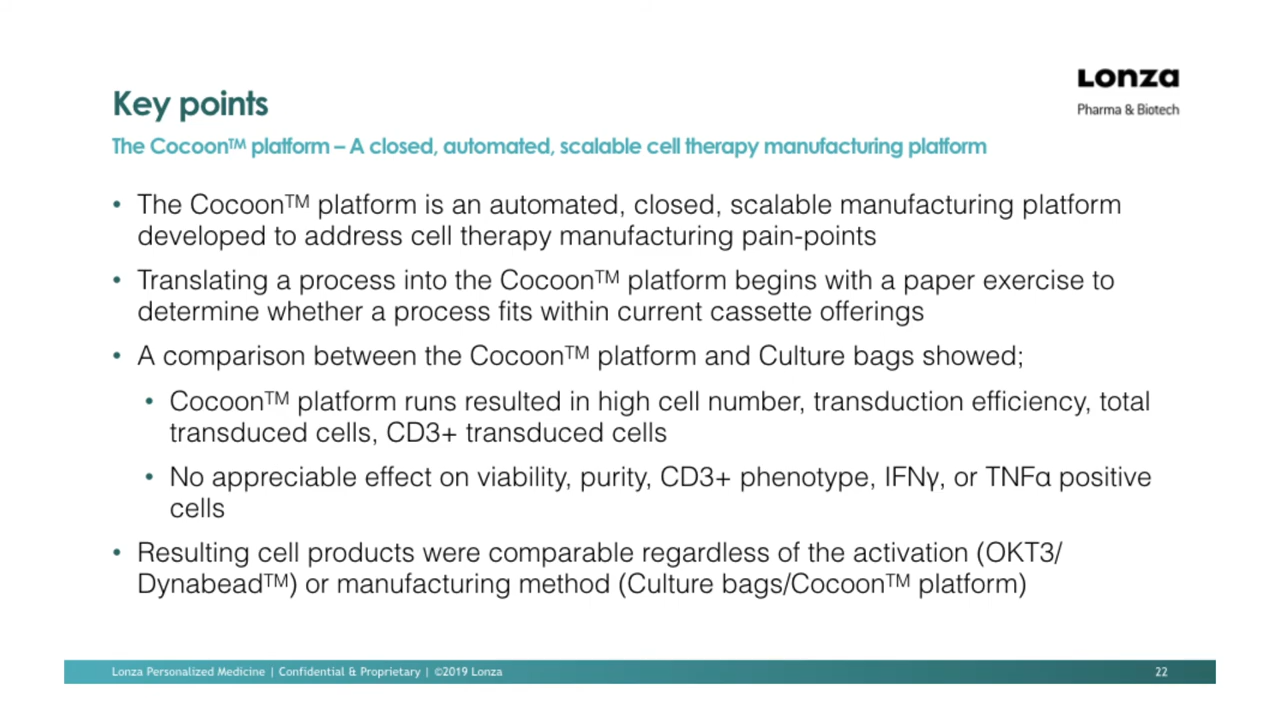 Lonza
Pharma & Biotech
Key points
The Cocoon™ platform – A closed, automated, scalable cell therapy manufacturing platform
• The Cocoon™ platform is an automated, closed, scalable manufacturing platform
developed to address cell therapy manufacturing pain-points
• Translating a process into the Cocoon™ platform begins with a paper exercise to
determine whether a process fits within current cassette offerings
• A comparison between the Cocoon™ platform and Culture bags showed;
• Cocoon™ platform runs resulted in high cell number, transduction efficiency, total
transduced cells, CD3+ transduced cells
• No appreciable effect on viability, purity, CD3+ phenotype, IFNγ, or TNFα positive
cells
• Resulting cell products were comparable regardless of the activation (OKT3/
Dynabead™) or manufacturing method (Culture bags/Cocoon™ platform)
Lonza Personalized Medicine | Confidential & Proprietary | ©2019 Lonza
22